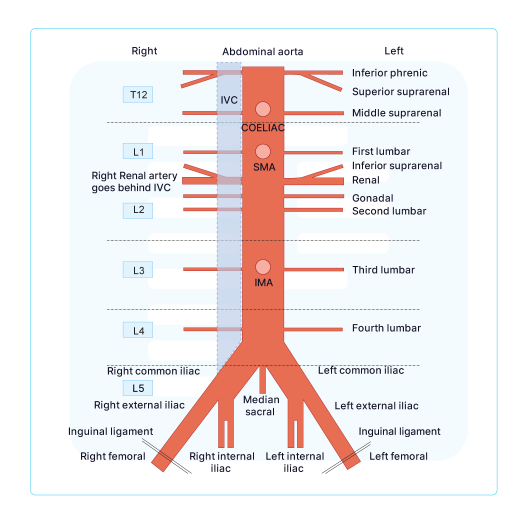 Right
Abdominal aorta
Left
Inferior phrenic
T12
IVC
Superior suprarenal
Middle suprarenal
COELIAC
L1
First lumbar
SMA
Inferior suprarenal
Right Renal artery
goes behind IVC
Renal
Gonadal
L2
Second lumbar
L3
Third lumbar
IMA
L4
Fourth lumbar
Right common iliac
Left common iliac
L5
Median
sacral
Right external iliac
Left external iliac
Inguinal ligament
Inguinal ligament
Right femoral
Right internal
iliac
Left internal
iliac
Left femoral